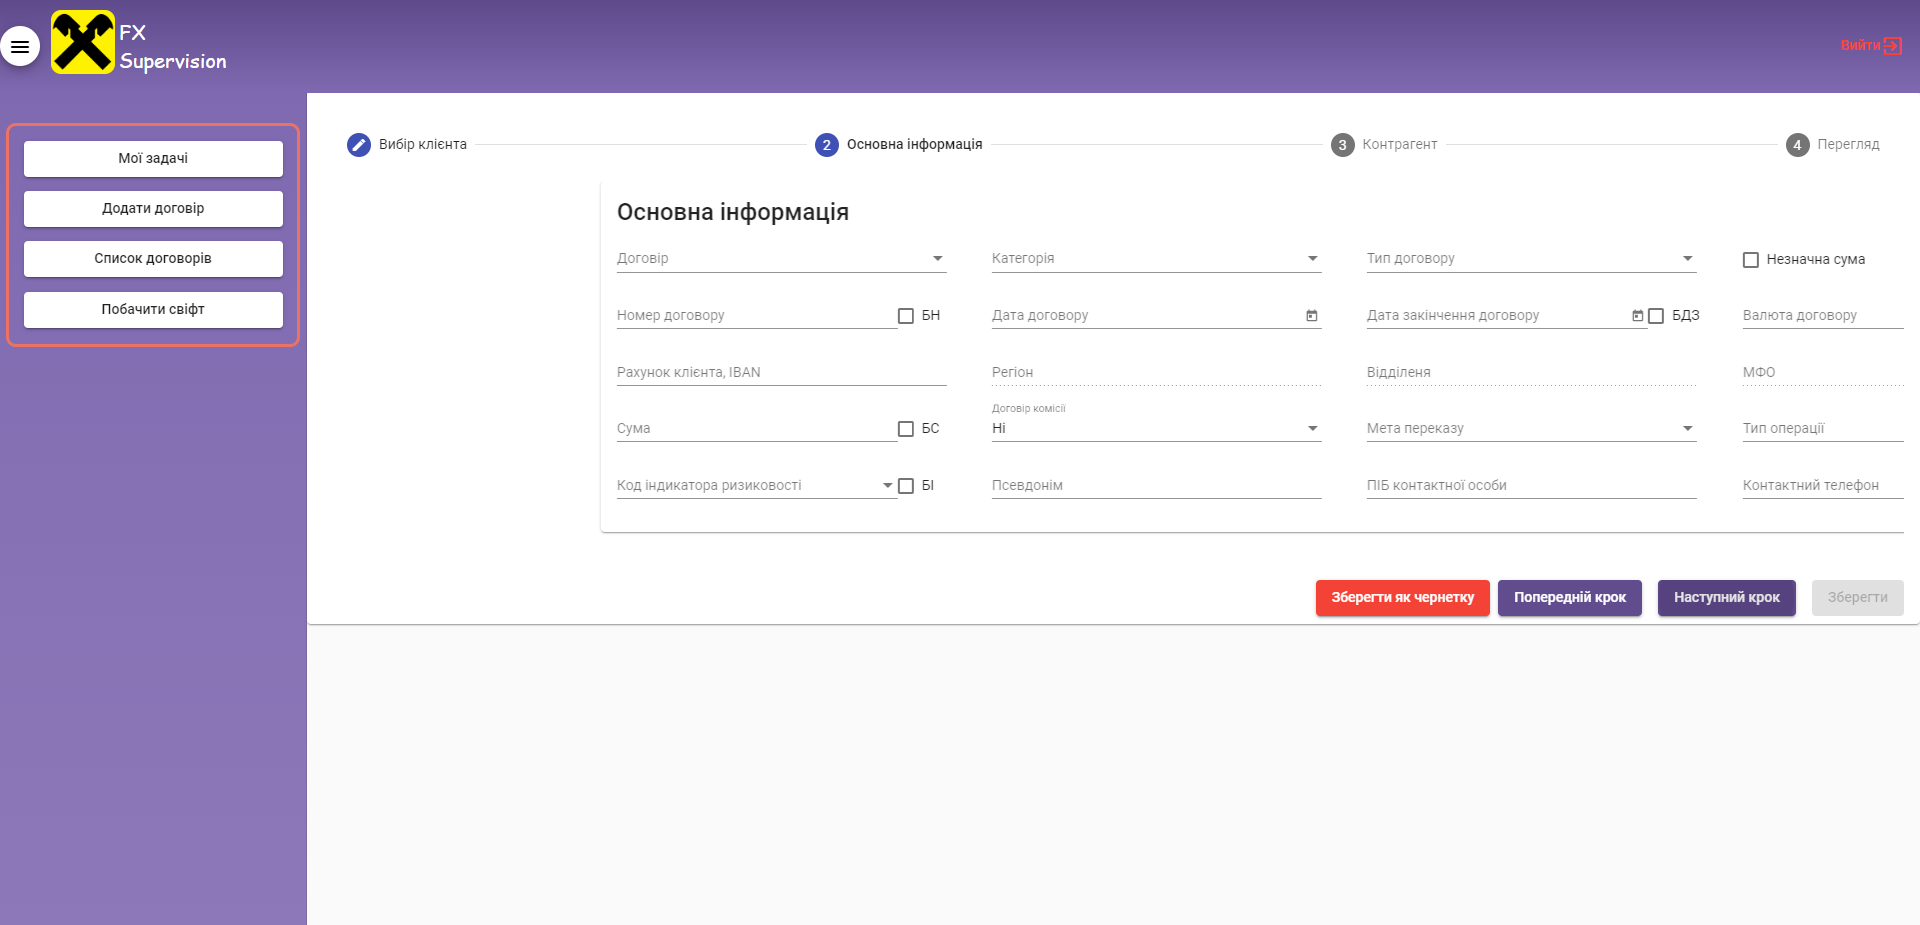 FX
Supervision
Вийти
Мої задачі
Додати договір
Список договорів
Побачити свіфт
Вибір клієнта
2 Основна інформація
3 Контрагент
4 Перегляд
Основна інформація
Договір Категорія Тип договору Незначна сума
Номер договору БН Дата договору Дата закінчення договору БДЗ Валюта договору
Рахунок клієнта, IBAN Регіон Відділеня МФО
Договір комісії
Сума БС Ні Мета переказу Тип операції
Код індикатора ризиковості БІ Псевдонім ПІБ контактної особи Контактний телефон
Зберегти як чернетку Попередній крок Наступний крок Зберегти